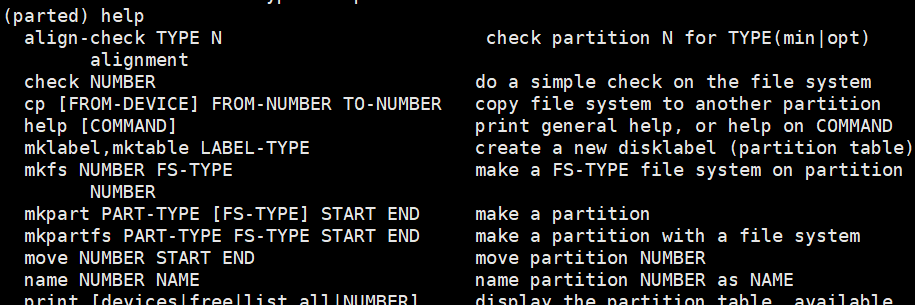 (parted) help
  align-check TYPE N                        check partition N for TYPE(min|opt)
        alignment
  check NUMBER                             do a simple check on the file system
  cp [FROM-DEVICE] FROM-NUMBER TO-NUMBER   copy file system to another partition
  help [COMMAND]                           print general help, or help on COMMAND
  mklabel,mktable LABEL-TYPE               create a new disklabel (partition table)
  mkfs NUMBER FS-TYPE                      make a FS-TYPE file system on partition
        NUMBER
  mkpart PART-TYPE [FS-TYPE] START END     make a partition
  mkpartfs PART-TYPE FS-TYPE START END     make a partition with a file system
  move NUMBER START END                    move partition NUMBER
  name NUMBER NAME                         name partition NUMBER as NAME
  print [devices|free|list,all|NUMBER]     display the partition table, available